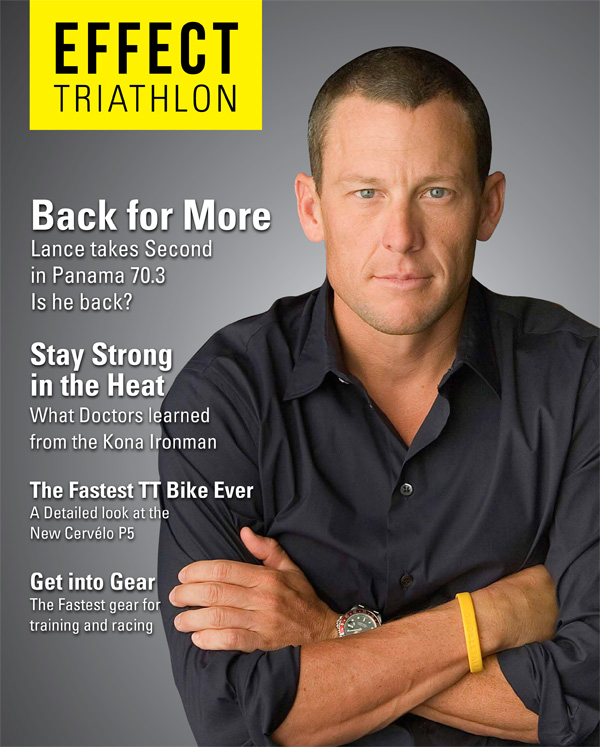 EFFECT
TRIATHLON
Back for More
Lance takes Second
in Panama 70.3
Is he back?
Stay Strong
in the Heat
What Doctors learned
from the Kona Ironman
The Fastest TT Bike Ever
A Detailed look at the
New Cervélo P5
Get into Gear
The Fastest gear for
training and racing